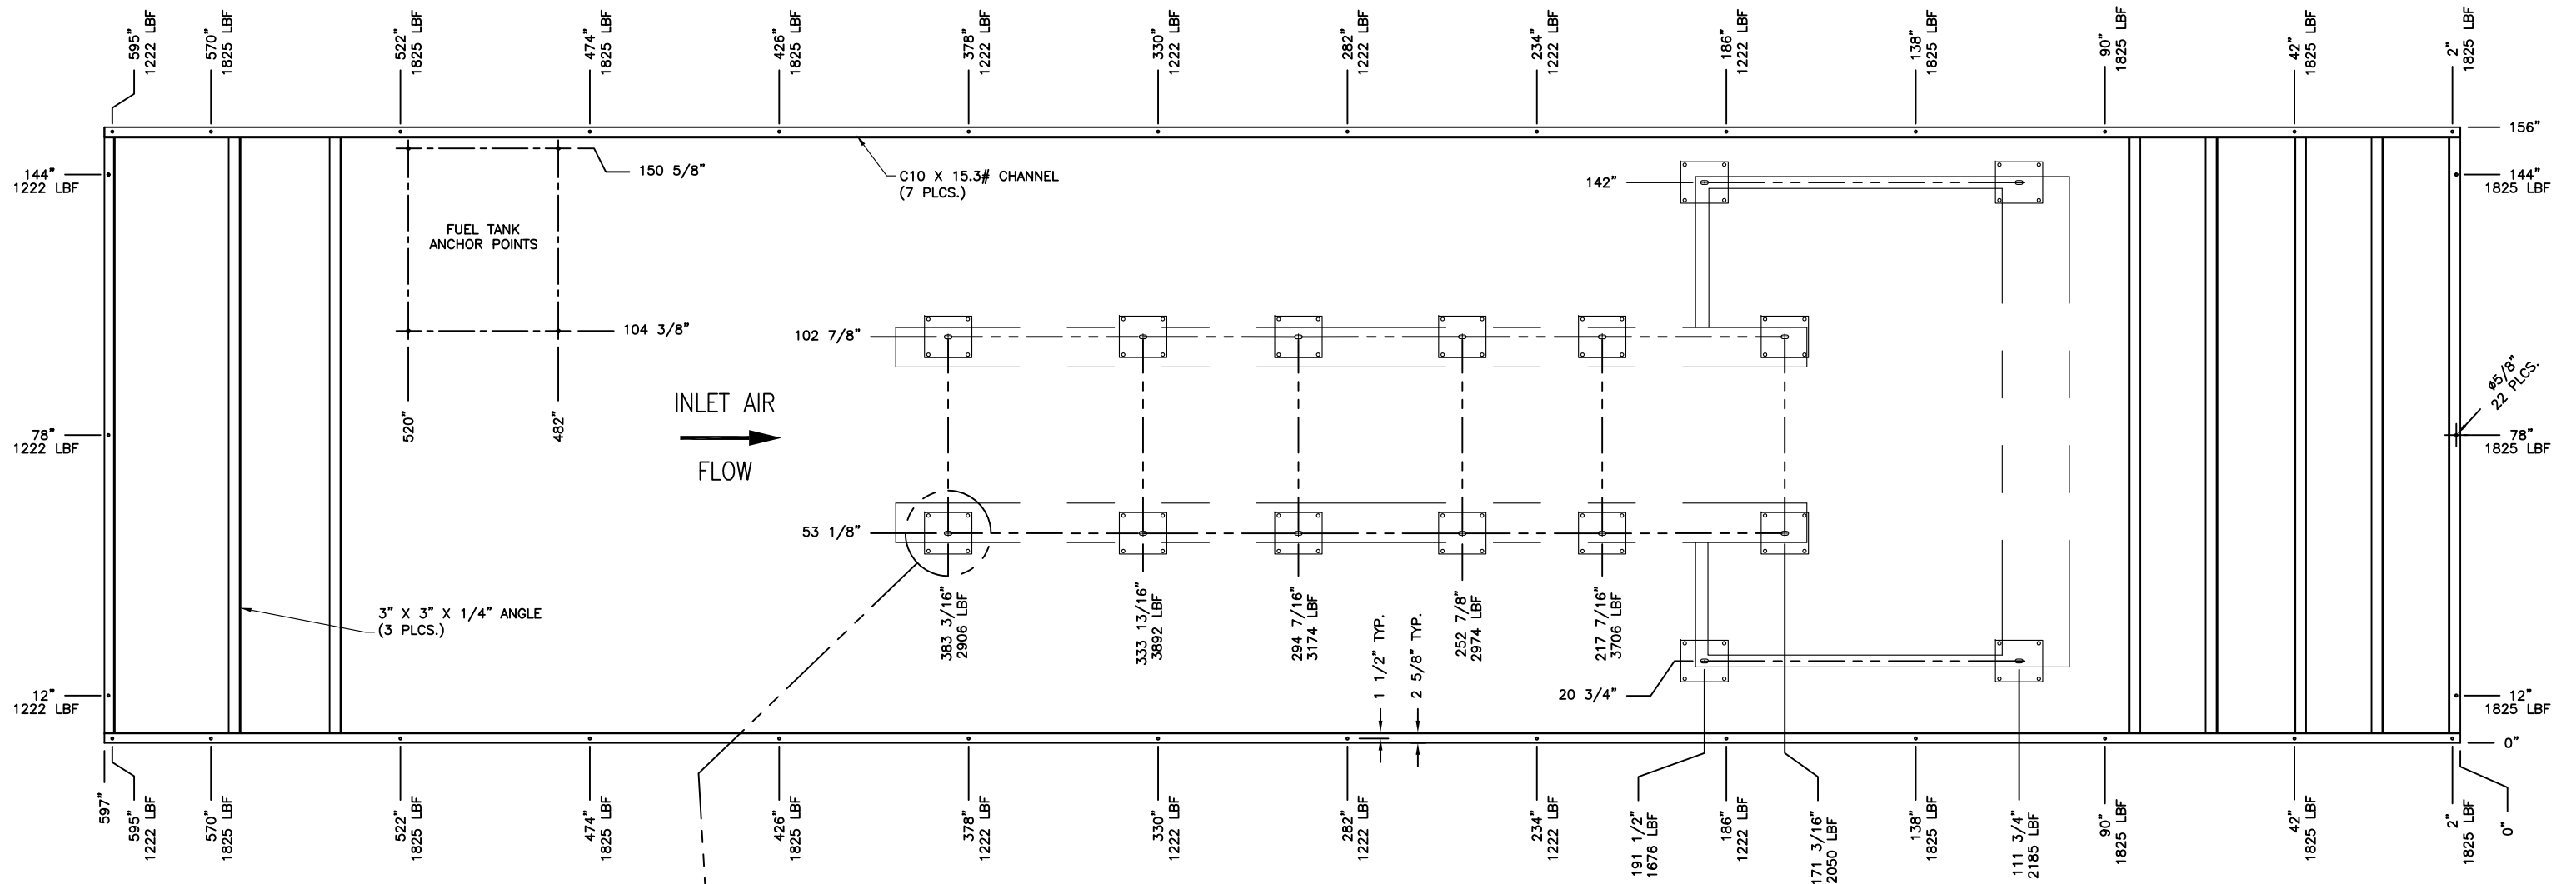 595"
1222 LBF
570"
1825 LBF
522"
1825 LBF
474"
1825 LBF
426"
1825 LBF
378"
1222 LBF
330"
1222 LBF
282"
1222 LBF
234"
1222 LBF
186"
1222 LBF
138"
1825 LBF
90"
1825 LBF
42"
1825 LBF
2"
1825 LBF
156"
144"
1222 LBF
150 5/8"
C10 X 15.3# CHANNEL
(7 PLCS.)
142"
144"
1825 LBF
FUEL TANK
ANCHOR POINTS
104 3/8"
102 7/8"
520"
482"
INLET AIR
FLOW
ø5/8"
22 PLCS.
78"
1222 LBF
78"
1825 LBF
53 1/8"
3" X 3" X 1/4" ANGLE
(3 PLCS.)
383 3/16"
2906 LBF
333 13/16"
3892 LBF
294 7/16"
3174 LBF
252 7/8"
2974 LBF
217 7/16"
3706 LBF
1 1/2" TYP.
2 5/8" TYP.
20 3/4"
12"
1222 LBF
12"
1825 LBF
0"
597"
595"
1222 LBF
570"
1825 LBF
522"
1825 LBF
474"
1825 LBF
426"
1825 LBF
378"
1222 LBF
330"
1222 LBF
282"
1222 LBF
234"
1222 LBF
191 1/2"
1676 LBF
186"
1222 LBF
171 3/16"
2050 LBF
138"
1825 LBF
111 3/4"
2185 LBF
90"
1825 LBF
42"
1825 LBF
2"
1825 LBF
0"